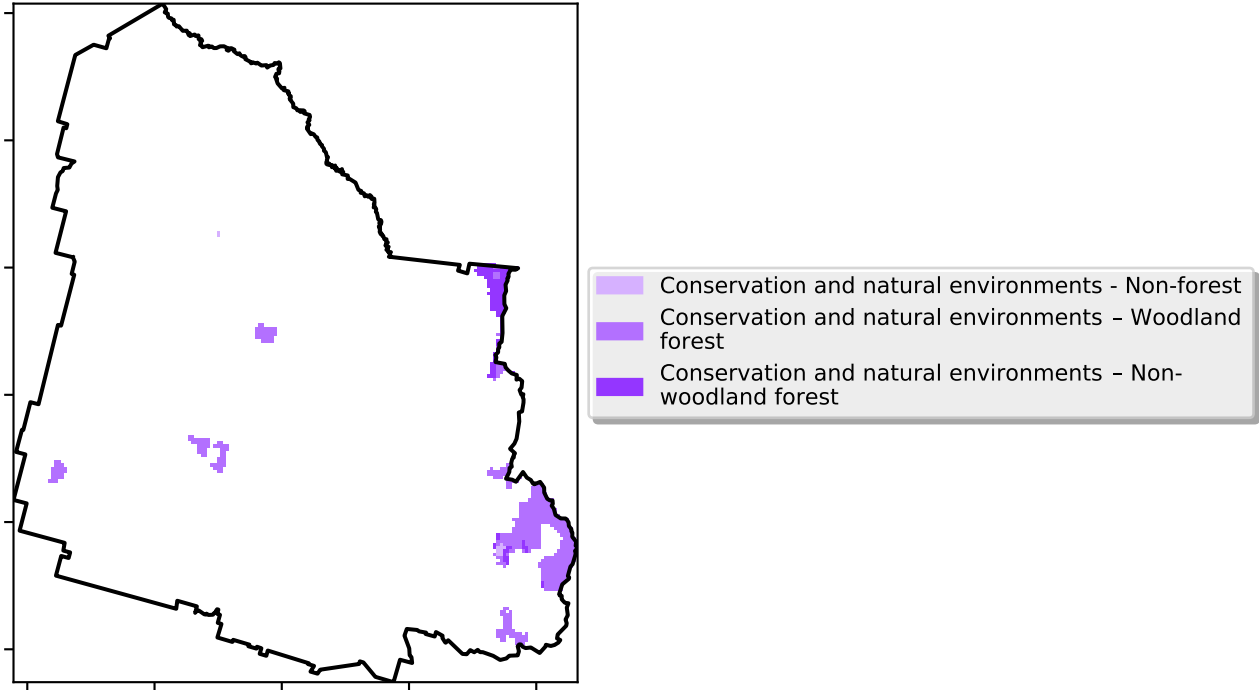 Conservation and natural environments - Non-forest
Conservation and natural environments – Woodland
forest
Conservation and natural environments – Non-
woodland forest